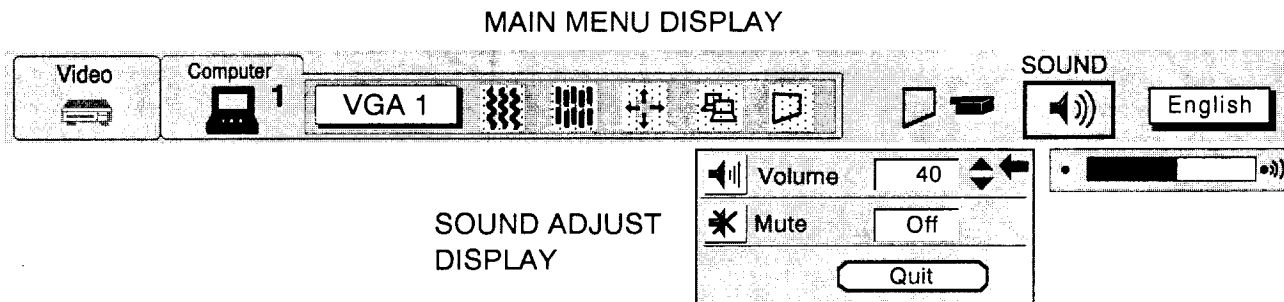 MAIN MENU DISPLAY
Video
Computer
1
VGA 1
SOUND
English
Volume 40
Mute Off
SOUND ADJUST
DISPLAY
Quit